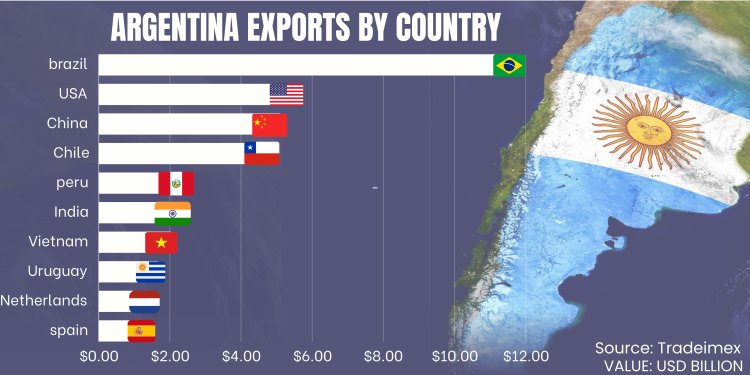 ARGENTINA EXPORTS BY COUNTRY
brazil
USA
China
Chile
peru
India
Vietnam
Uruguay
Netherlands
spain
$0.00 $2.00 $4.00 $6.00 $8.00 $10.00 $12.00
Source: Tradeimex
VALUE: USD BILLION